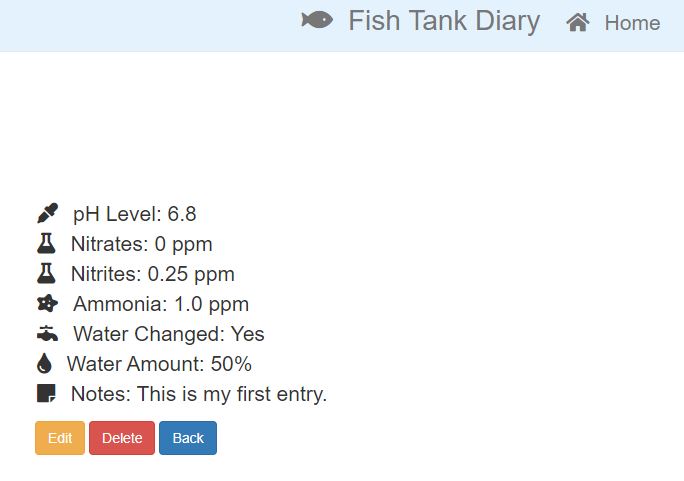 Fish Tank Diary Home
pH Level: 6.8
Nitrates: 0 ppm
Nitrites: 0.25 ppm
Ammonia: 1.0 ppm
Water Changed: Yes
Water Amount: 50%
Notes: This is my first entry.
Edit Delete Back